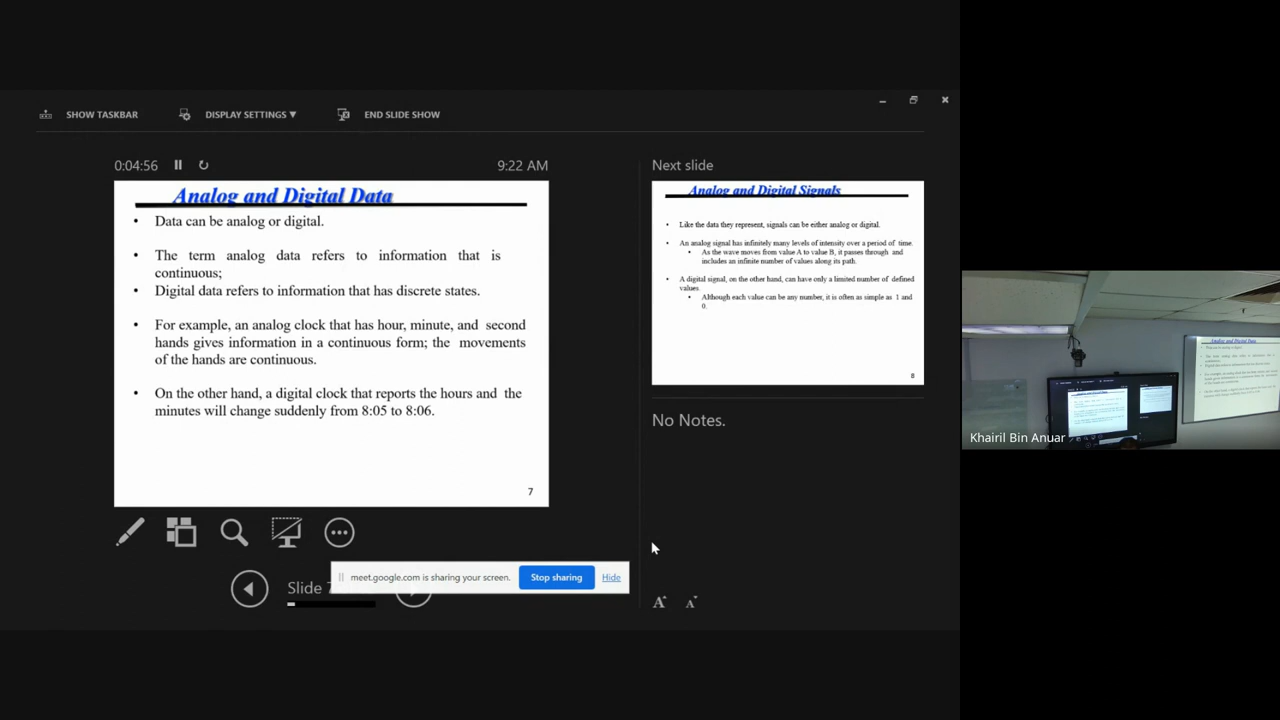 SHOW TASKBAR
DISPLAY SETTINGS ▼
END SLIDE SHOW
0:04:56
9:22 AM
Analog and Digital Data
• Data can be analog or digital.
• The term analog data refers to information that is
continuous;
• Digital data refers to information that has discrete states.
• For example, an analog clock that has hour, minute, and second
hands gives information in a continuous form; the movements
of the hands are continuous.
• On the other hand, a digital clock that reports the hours and the
minutes will change suddenly from 8:05 to 8:06.
7
Next slide
Analog and Digital Signals
• Like the data they represent, signals can be either analog or digital.
• An analog signal has infinitely many levels of intensity over a period of time.
• As the wave moves from value A to value B, it passes through and
includes an infinite number of values along its path.
• A digital signal, on the other hand, can have only a limited number of defined
values.
• Although each value can be any number, it is often as simple as 1 and
0.
8
No Notes.
meet.google.com is sharing your screen.
Stop sharing
Hide
Slide
A
A
Khairil Bin Anuar
Analog and Digital Data